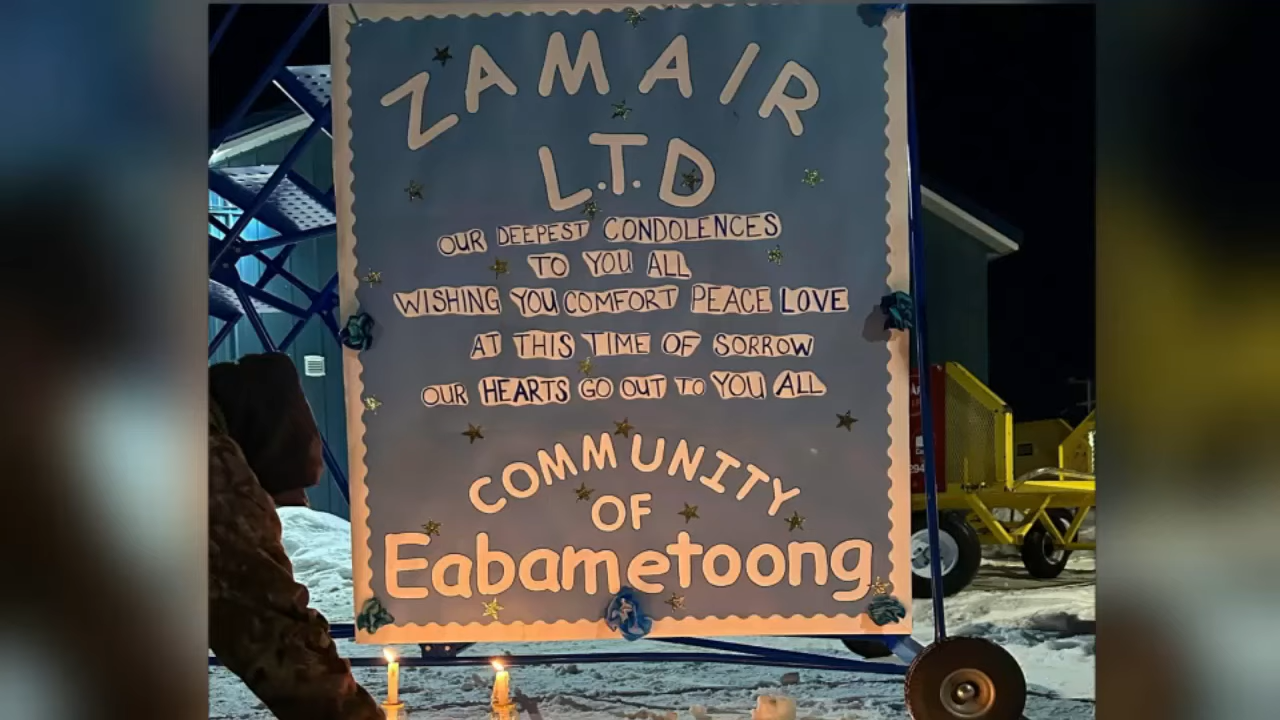 ZAM AIR
L.T.D
OUR DEEPEST CONDOLENCES
TO YOU ALL
WISHING YOU COMFORT PEACE LOVE
AT THIS TIME OF SORROW
OUR HEARTS GO OUT TO YOU ALL
COMMUNITY
OF
Eabametoong